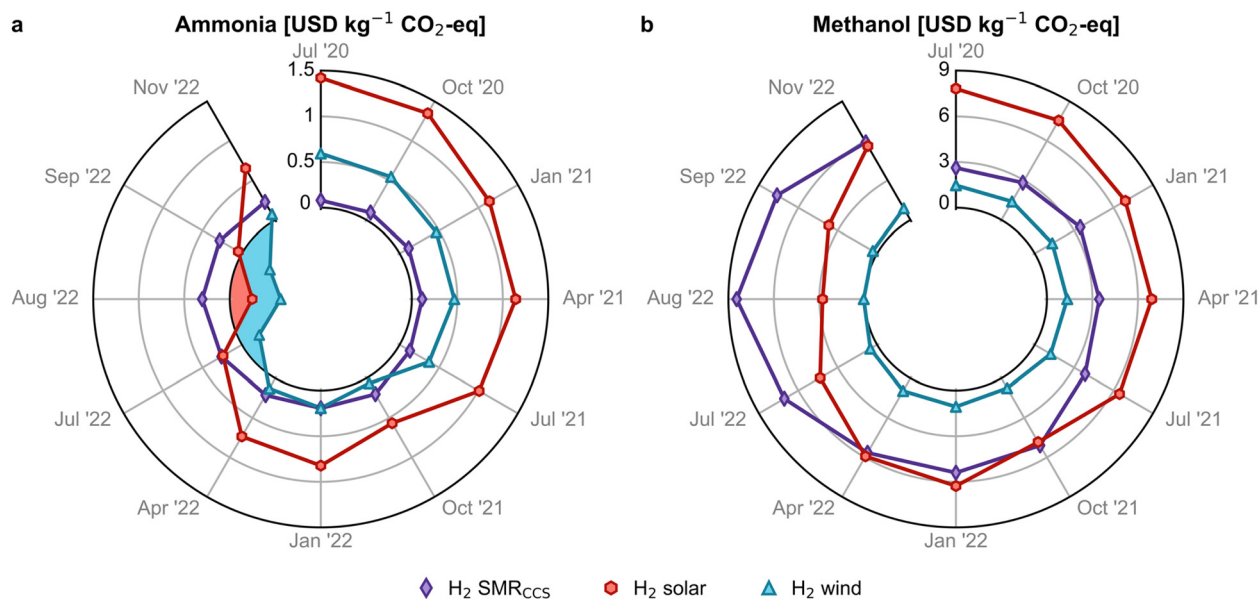 a
Ammonia [USD kg⁻¹ CO₂-eq]
Jul '20
Oct '20
Jan '21
Apr '21
Jul '21
Oct '21
Jan '22
Apr '22
Jul '22
Aug '22
Sep '22
Nov '22
1.5
1
0.5
0
b
Methanol [USD kg⁻¹ CO₂-eq]
Jul '20
Oct '20
Jan '21
Apr '21
Jul '21
Oct '21
Jan '22
Apr '22
Jul '22
Aug '22
Sep '22
Nov '22
9
6
3
0
H₂ SMR_CCS
H₂ solar
H₂ wind